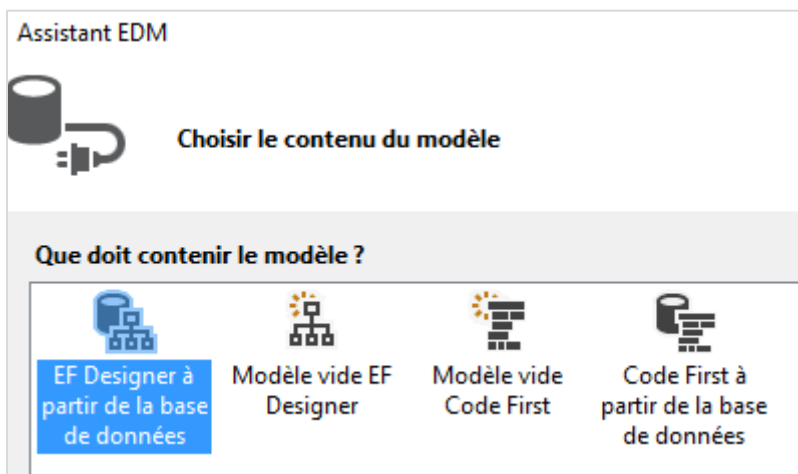 Assistant EDM
Choisir le contenu du modèle
Que doit contenir le modèle ?
EF Designer à
partir de la base
de données
Modèle vide EF
Designer
Modèle vide
Code First
Code First à
partir de la base
de données